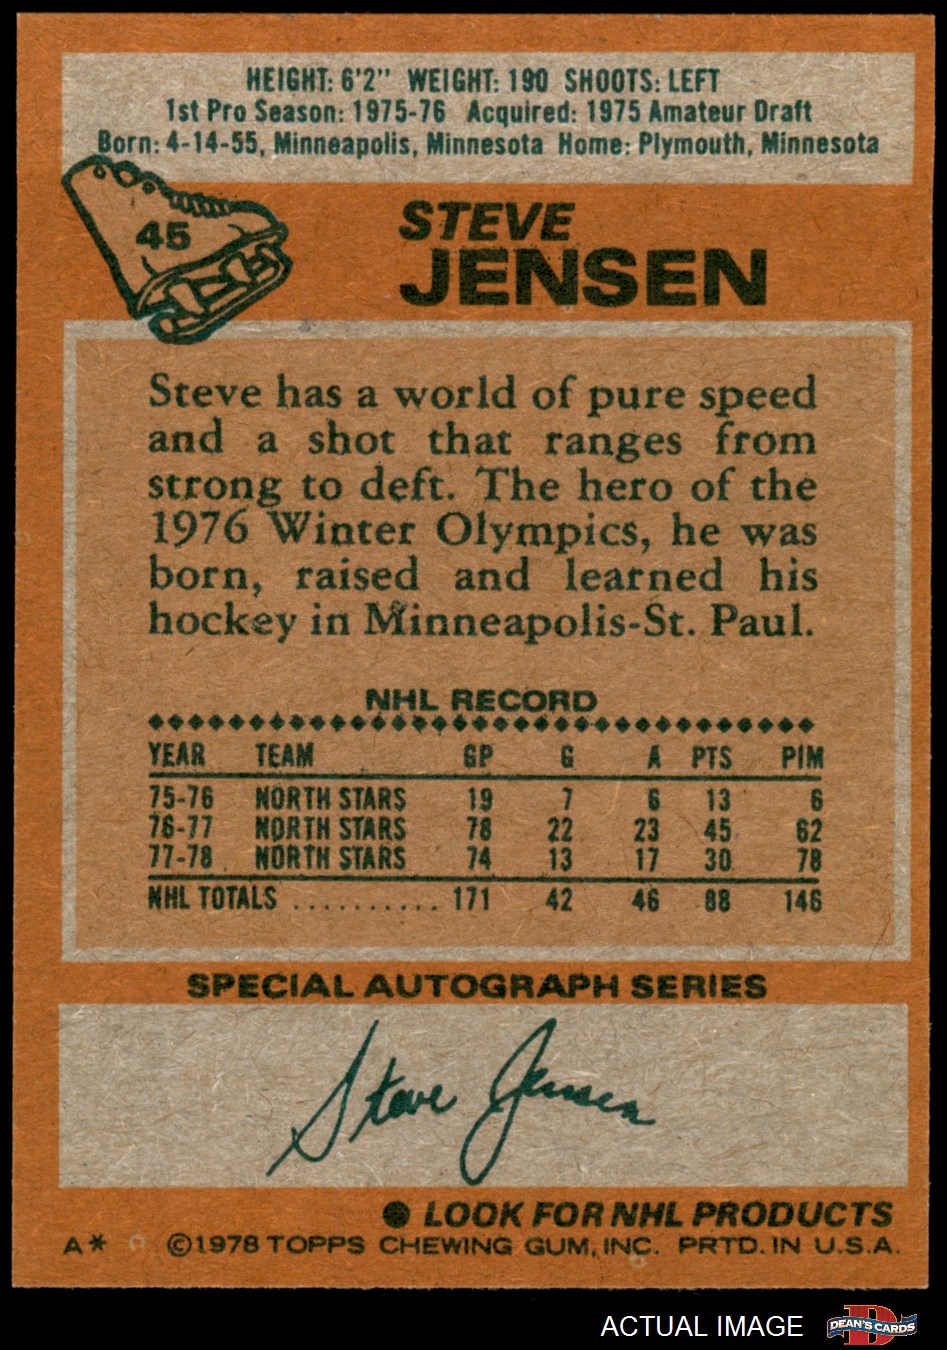 HEIGHT: 6'2" WEIGHT: 190 SHOOTS: LEFT
1st Pro Season: 1975-76 Acquired: 1975 Amateur Draft
Born: 4-14-55, Minneapolis, Minnesota Home: Plymouth, Minnesota
45
STEVE
JENSEN
Steve has a world of pure speed
and a shot that ranges from
strong to deft. The hero of the
1976 Winter Olympics, he was
born, raised and learned his
hockey in Minneapolis-St. Paul.
NHL RECORD
YEAR TEAM GP G A PTS PIM
75-76 NORTH STARS 19 7 6 13 6
76-77 NORTH STARS 78 22 23 45 62
77-78 NORTH STARS 74 13 17 30 78
NHL TOTALS .......... 171 42 46 88 146
SPECIAL AUTOGRAPH SERIES
Steve Jensen
● LOOK FOR NHL PRODUCTS
A* ©1978 TOPPS CHEWING GUM, INC. PRTD. IN U.S.A.
ACTUAL IMAGE
D
DEAN'S CARDS